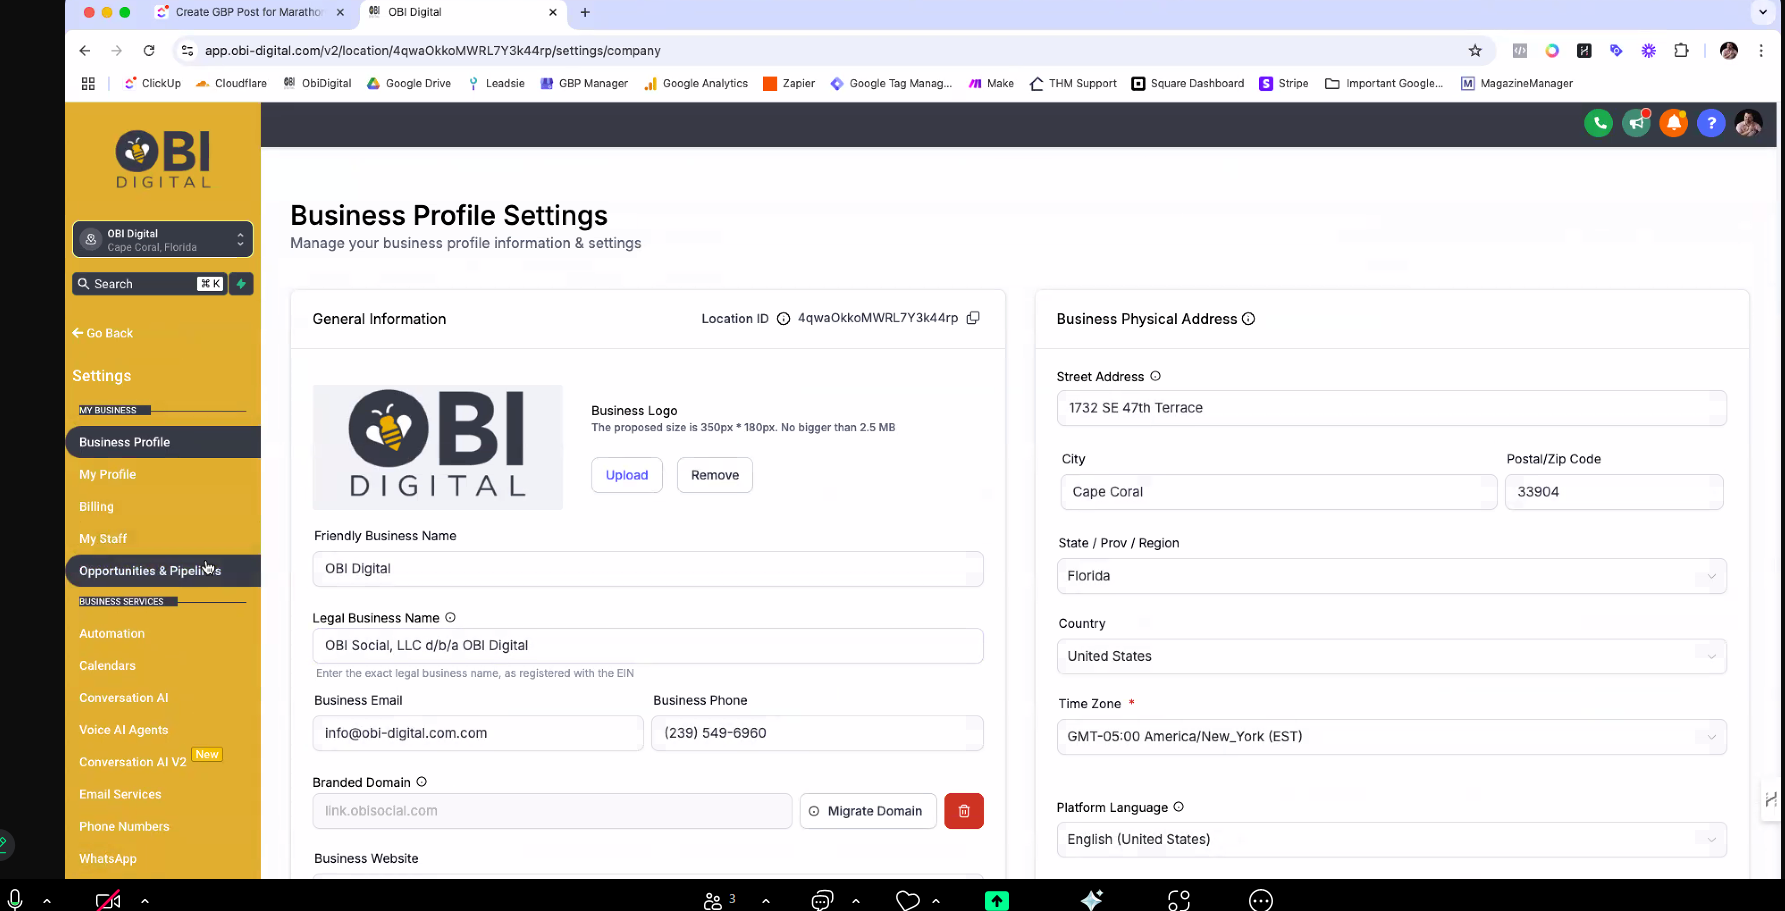 Create GBP Post for Maratho
OBI Digital
app.obi-digital.com/v2/location/4qwaOkkoMWRL7Y3k44rp/settings/company
ClickUp
Cloudflare
ObiDigital
Google Drive
Leadsie
GBP Manager
Google Analytics
Zapier
Google Tag Manag...
Make
THM Support
Square Dashboard
Stripe
Important Google...
MagazineManager
OBI
DIGITAL
OBI Digital
Cape Coral, Florida
Search ⌘ K
Go Back
Settings
MY BUSINESS
Business Profile
My Profile
Billing
My Staff
Opportunities & Pipelines
BUSINESS SERVICES
Automation
Calendars
Conversation AI
Voice AI Agents
Conversation AI V2 New
Email Services
Phone Numbers
WhatsApp
Business Profile Settings
Manage your business profile information & settings
General Information
Location ID 4qwaOkkoMWRL7Y3k44rp
OBI
DIGITAL
Business Logo
The proposed size is 350px * 180px. No bigger than 2.5 MB
Upload
Remove
Friendly Business Name
OBI Digital
Legal Business Name
OBI Social, LLC d/b/a OBI Digital
Enter the exact legal business name, as registered with the EIN
Business Email
info@obi-digital.com.com
Business Phone
(239) 549-6960
Branded Domain
link.obisocial.com
Migrate Domain
Business Website
Business Physical Address
Street Address
1732 SE 47th Terrace
City
Cape Coral
Postal/Zip Code
33904
State / Prov / Region
Florida
Country
United States
Time Zone *
GMT-05:00 America/New_York (EST)
Platform Language
English (United States)
3